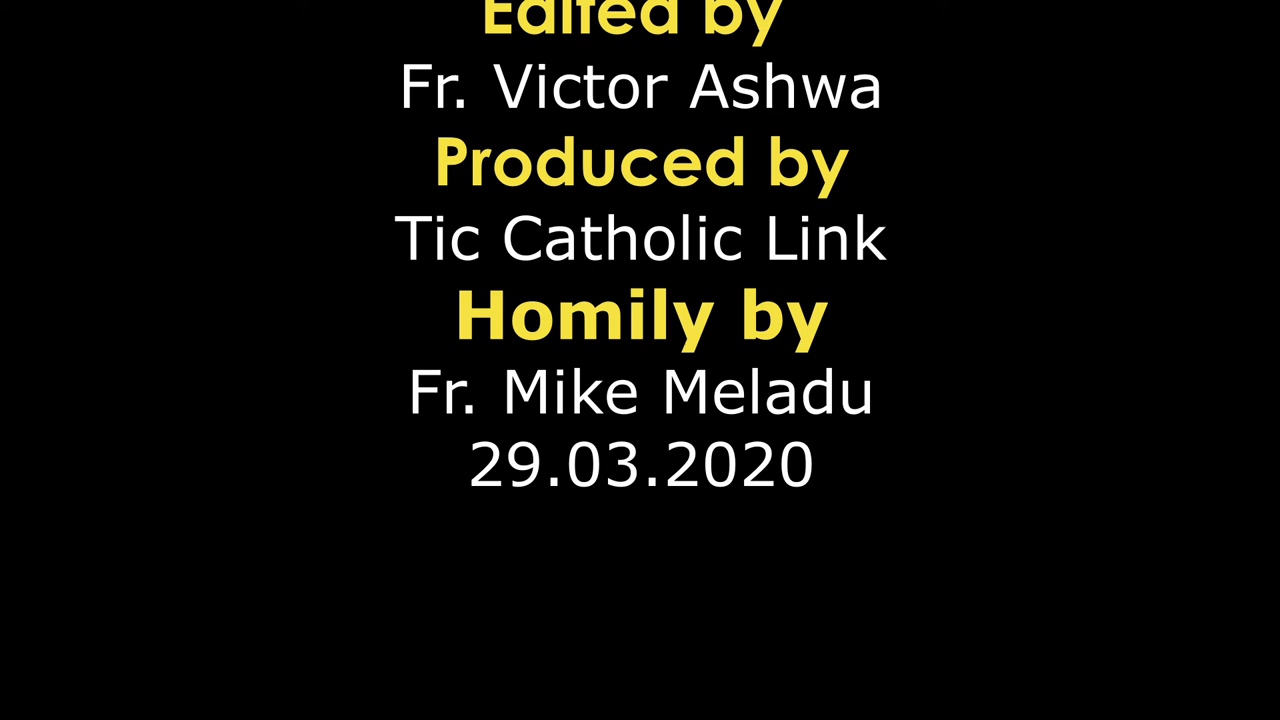 Edited by
Fr. Victor Ashwa
Produced by
Tic Catholic Link
Homily by
Fr. Mike Meladu
29.03.2020